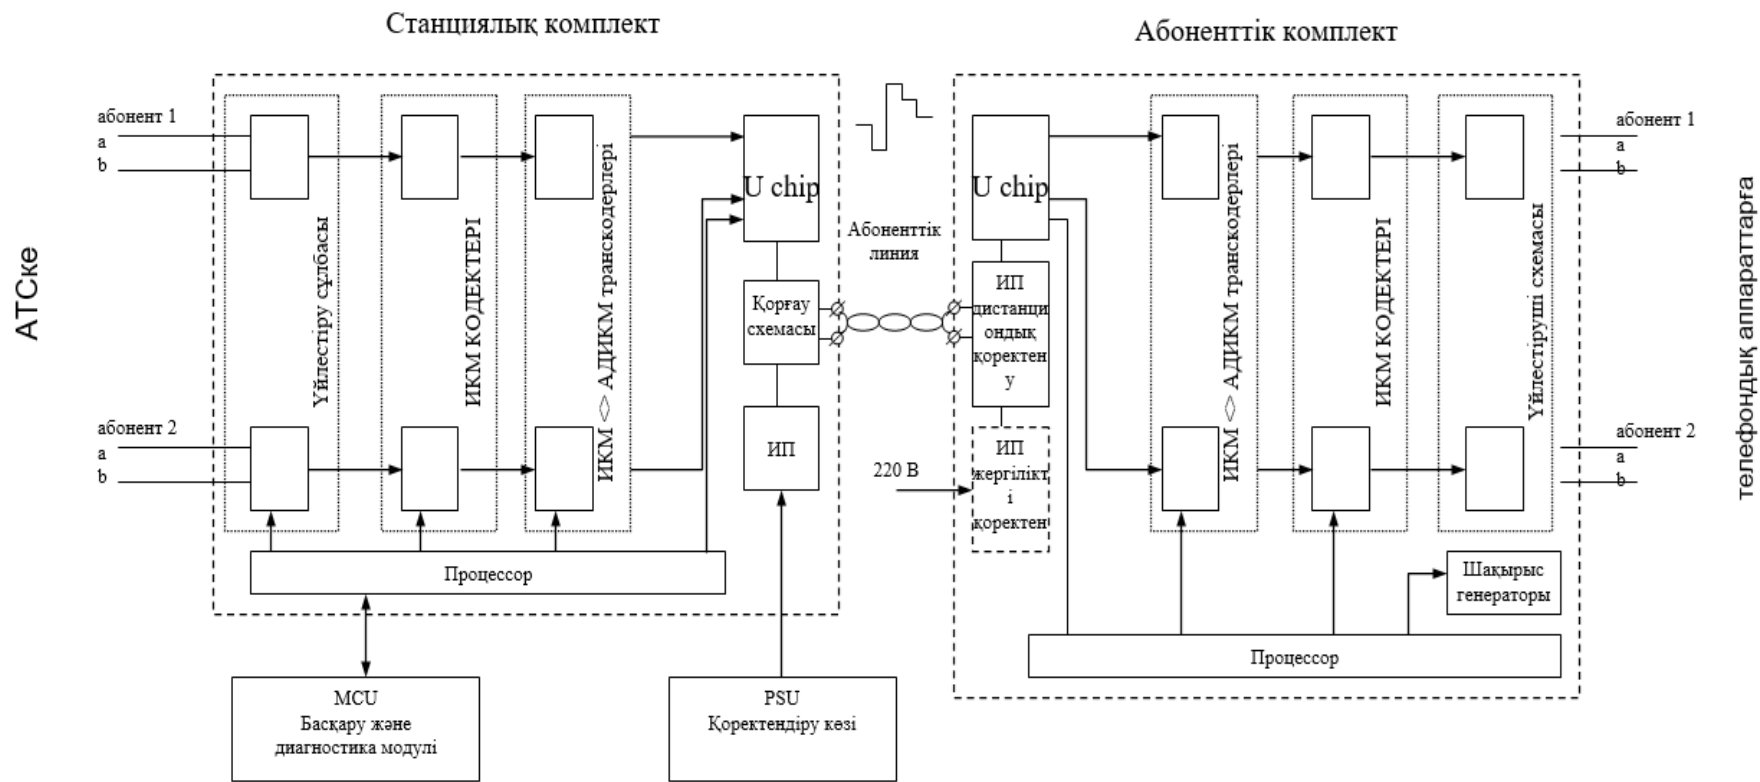 Станциялық комплект
Абоненттік комплект
АТСке
абонент 1
a
b
абонент 2
a
b
Үйлестіру сұлбасы
ИКМ КОДЕКТЕРІ
ИКМ <> АДИКМ транскодерлері
U chip
Қорғау
схемасы
ИП
Процессор
MCU
Басқару және
диагностика модулі
PSU
Қоректендіру көзі
Абоненттік
линия
220 В
U chip
ИП
дистанци
ондық
қоректен
у
ИП
жергілікт
і
қоректен
ИКМ <> АДИКМ транскодерлері
ИКМ КОДЕКТЕРІ
Үйлестіруші схемасы
Шақырыс
генераторы
Процессор
абонент 1
a
b
абонент 2
a
b
телефондық аппараттарға